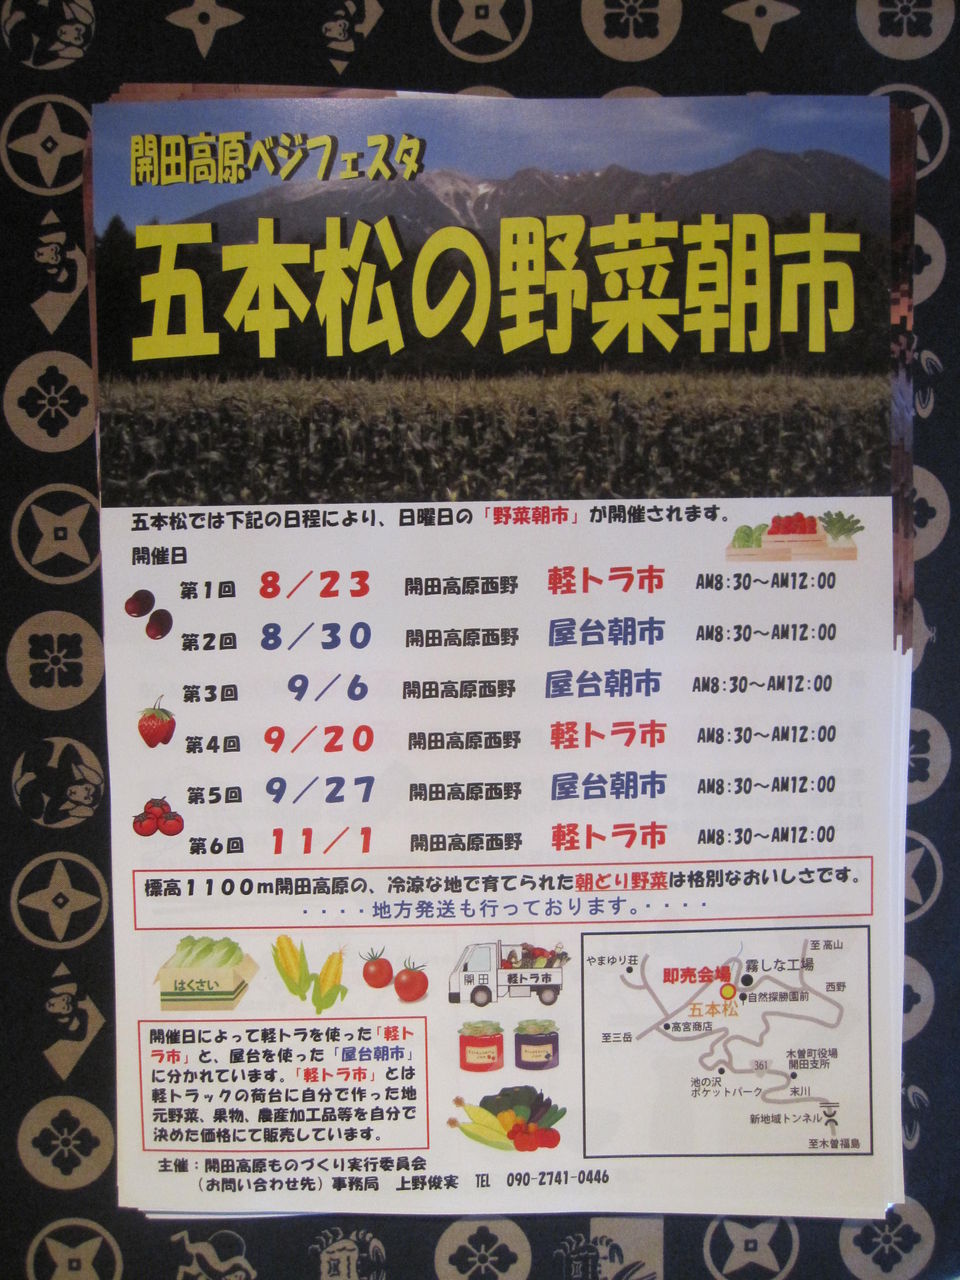 開田高原ベジフェスタ
五本松の野菜朝市
五本松では下記の日程により、日曜日の「野菜朝市」が開催されます。
開催日
第1回 8／23 開田高原西野 軽トラ市 AM8:30～AM12:00
第2回 8／30 開田高原西野 屋台朝市 AM8:30～AM12:00
第3回 9／6 開田高原西野 屋台朝市 AM8:30～AM12:00
第4回 9／20 開田高原西野 軽トラ市 AM8:30～AM12:00
第5回 9／27 開田高原西野 屋台朝市 AM8:30～AM12:00
第6回 11／1 開田高原西野 軽トラ市 AM8:30～AM12:00
標高1100m開田高原の、冷涼な地で育てられた朝どり野菜は格別なおいしさです。
・・・・地方発送も行っております。・・・・
はくさい
開田 軽トラ市
開催日によって軽トラを使った「軽ト
ラ市」と、屋台を使った「屋台朝市」
に分かれています。「軽トラ市」とは
軽トラックの荷台に自分で作った地
元野菜、果物、農産加工品等を自分で
決めた価格にて販売しています。
至高山
やまゆり荘
霧しな工場
即売会場
西野
自然探勝園前
五本松
高宮商店
至三岳
木曽町役場
開田支所
361
池の沢
ポケットパーク
末川
新地域トンネル
至木曽福島
主催：開田高原ものづくり実行委員会
（お問い合わせ先）事務局 上野俊実 TEL 090-2741-0446